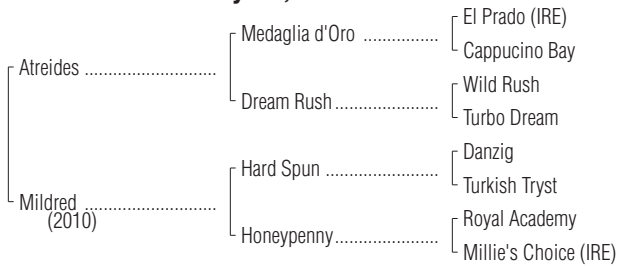 El Prado (IRE)
Medaglia d'Oro ................
Cappucino Bay
Atreides ............................
Wild Rush
Dream Rush......................
Turbo Dream
Danzig
Hard Spun ........................
Turkish Tryst
Mildred ............................
(2010)
Royal Academy
Honeypenny......................
Millie's Choice (IRE)